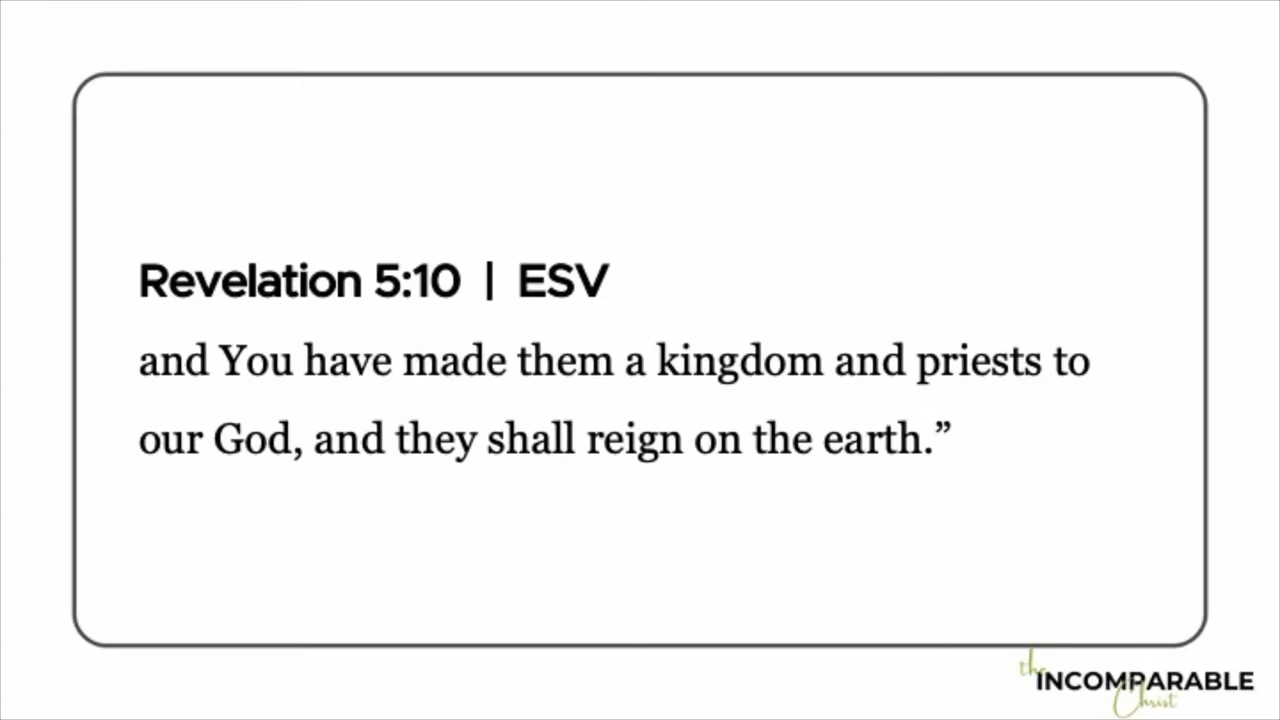 Revelation 5:10 | ESV
and You have made them a kingdom and priests to
our God, and they shall reign on the earth.”
the
INCOMPARABLE
Christ